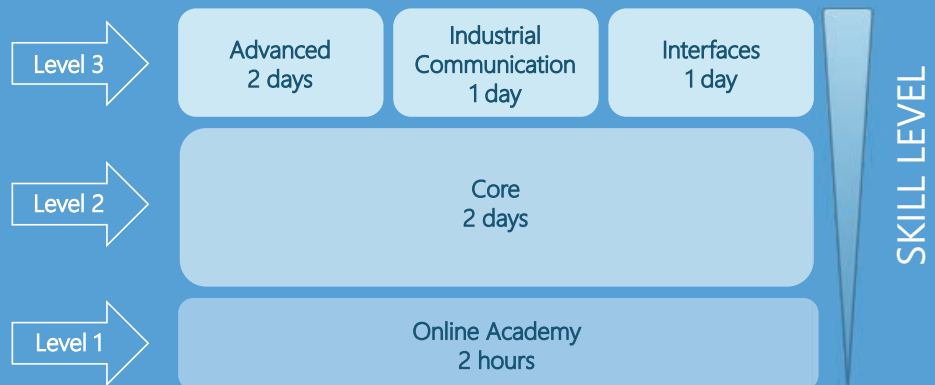 Level 3
Advanced
2 days
Industrial
Communication
1 day
Interfaces
1 day
Level 2
Core
2 days
Level 1
Online Academy
2 hours
SKILL LEVEL